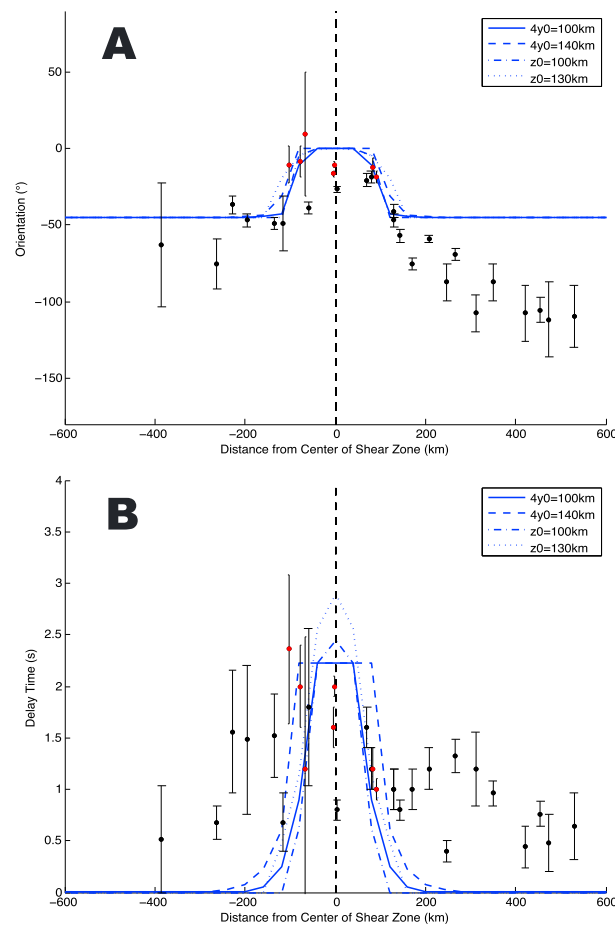 A
4y0=100km
4y0=140km
z0=100km
z0=130km
50
0
−50
−100
−150
Orientation (°)
−600 −400 −200 0 200 400 600
Distance from Center of Shear Zone (km)
B
4y0=100km
4y0=140km
z0=100km
z0=130km
4
3.5
3
2.5
2
1.5
1
0.5
0
Delay Time (s)
−600 −400 −200 0 200 400 600
Distance from Center of Shear Zone (km)